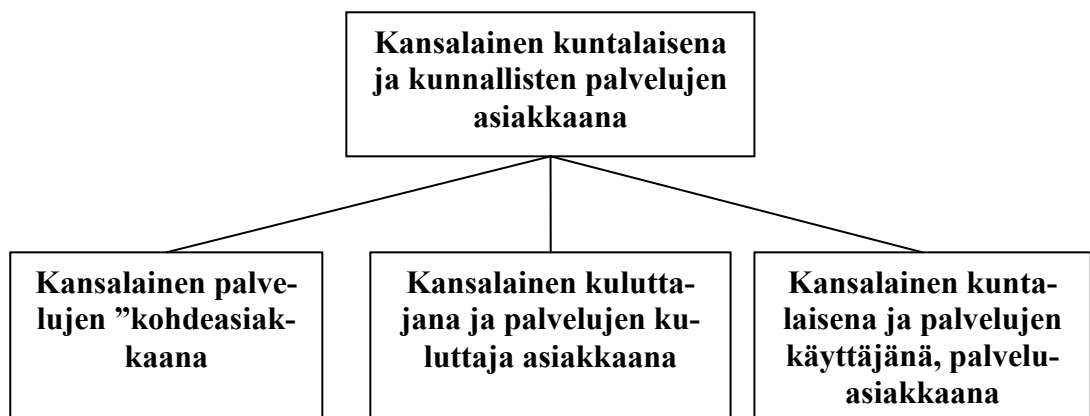 Kansalainen kuntalaisena
ja kunnallisten palvelujen
asiakkaana
Kansalainen palve-
lujen ”kohdeasiak-
kaana
Kansalainen kulutta-
jana ja palvelujen ku-
luttaja asiakkaana
Kansalainen kunta-
laisena ja palvelujen
käyttäjänä, palvelu-
asiakkaana